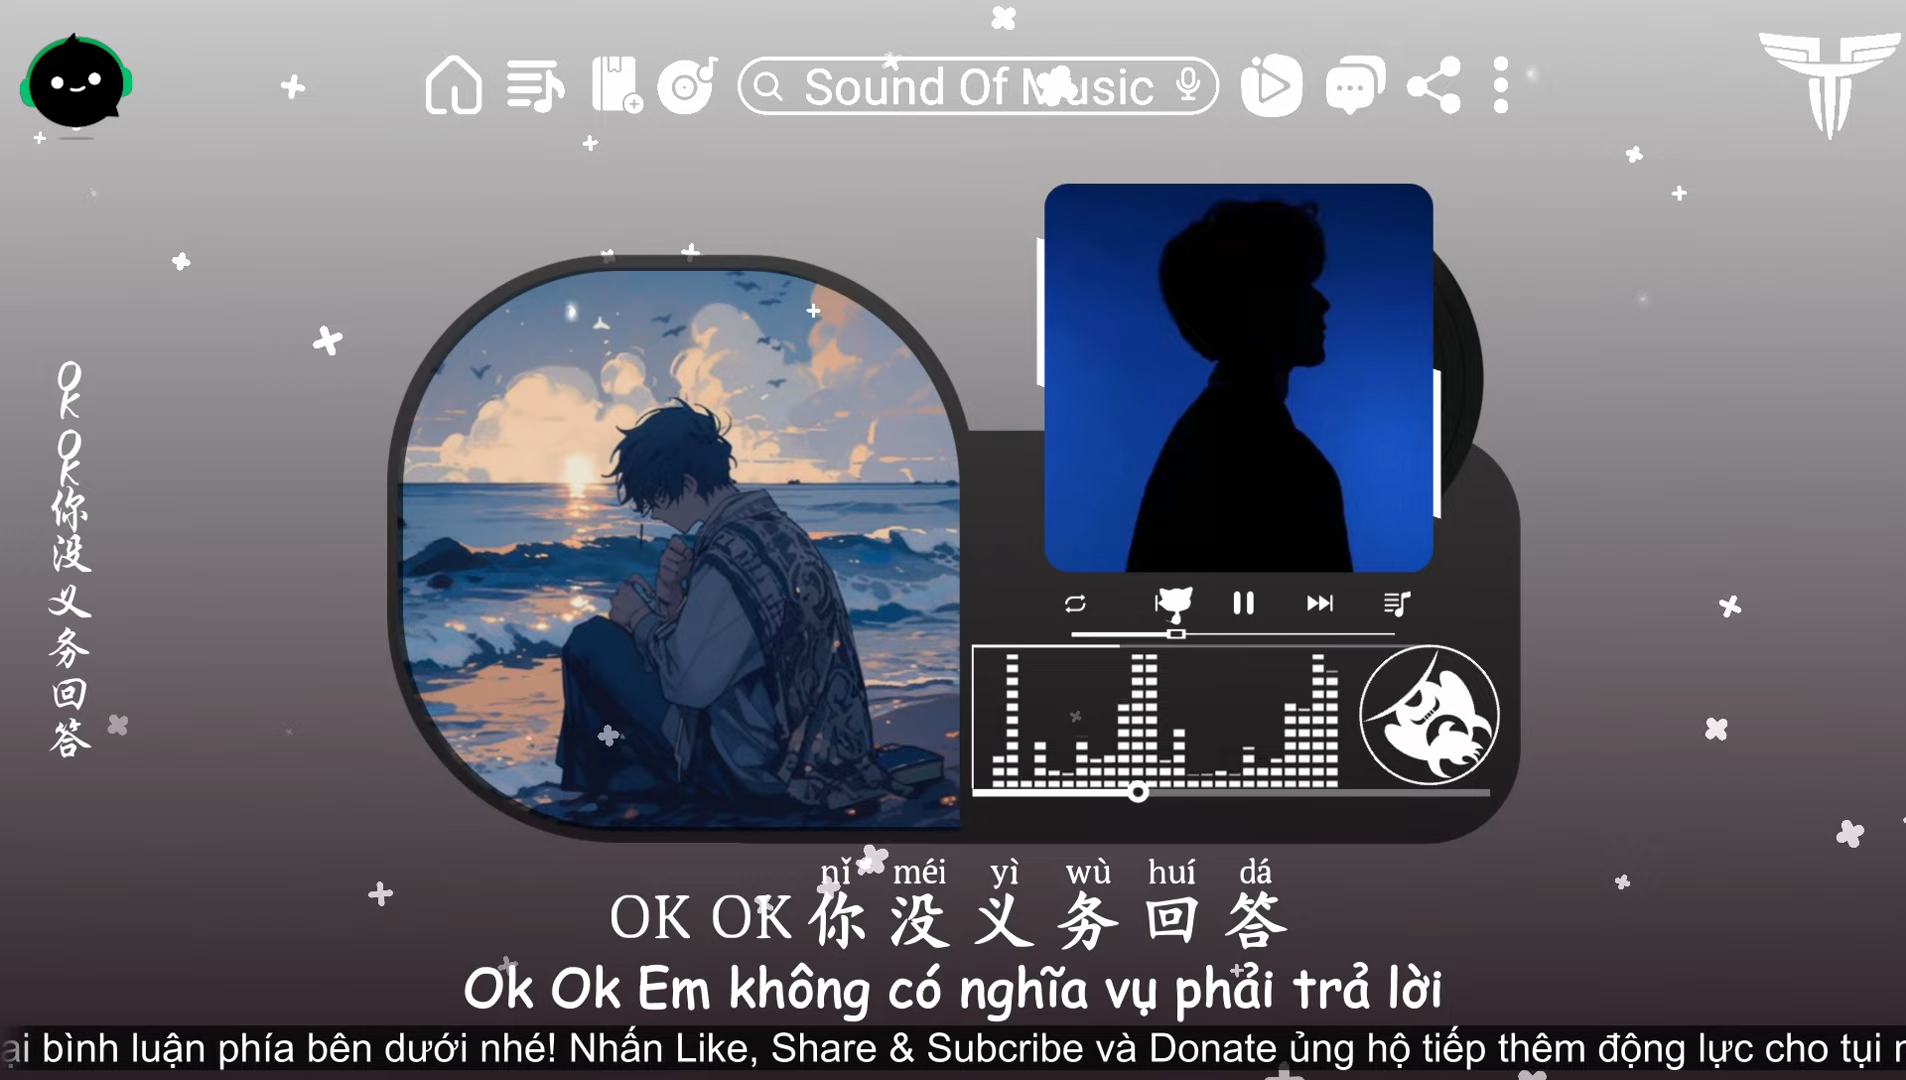 Sound Of Music
OK OK你没义务回答
nǐ méi yì wù huí dá
OK OK 你没义务回答
Ok Ok Em không có nghĩa vụ phải trả lời
bình luận phía bên dưới nhé! Nhấn Like, Share & Subcribe và Donate ủng hộ tiếp thêm động lực cho tụi